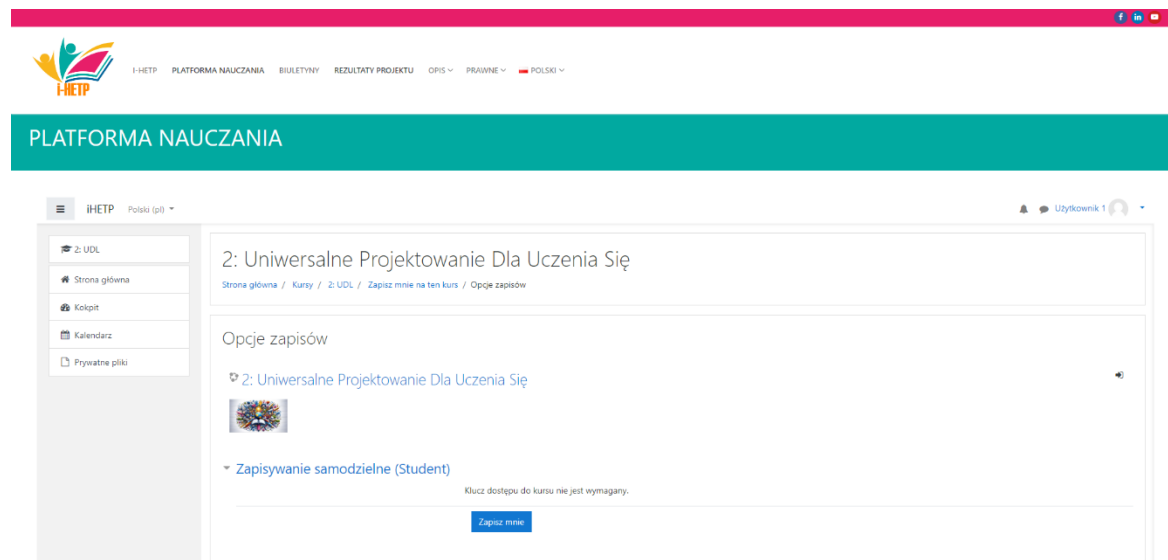 i-HETP
I-HETP PLATFORMA NAUCZANIA BIULETYNY REZULTATY PROJEKTU OPIS PRAWNE POLSKI
PLATFORMA NAUCZANIA
iHETP Polski (pl) Użytkownik 1
2: UDL
Strona główna
Kokpit
Kalendarz
Prywatne pliki
2: Uniwersalne Projektowanie Dla Uczenia Się
Strona główna / Kursy / 2: UDL / Zapisz mnie na ten kurs / Opcje zapisów
Opcje zapisów
2: Uniwersalne Projektowanie Dla Uczenia Się
Zapisywanie samodzielne (Student)
Klucz dostępu do kursu nie jest wymagany.
Zapisz mnie